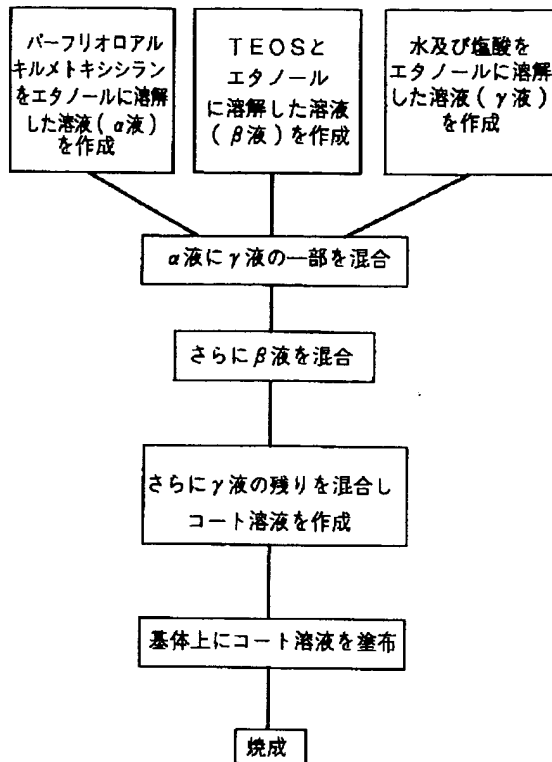 パーフリオロアル
キルメトキシシラン
をエタノールに溶解
した溶液(α液)
を作成
TEOSと
エタノール
に溶解した溶液
(β液)を作成
水及び塩酸を
エタノールに溶解
した溶液(γ液)
を作成
α液にγ液の一部を混合
さらにβ液を混合
さらにγ液の残りを混合し
コート溶液を作成
基体上にコート溶液を塗布
焼成